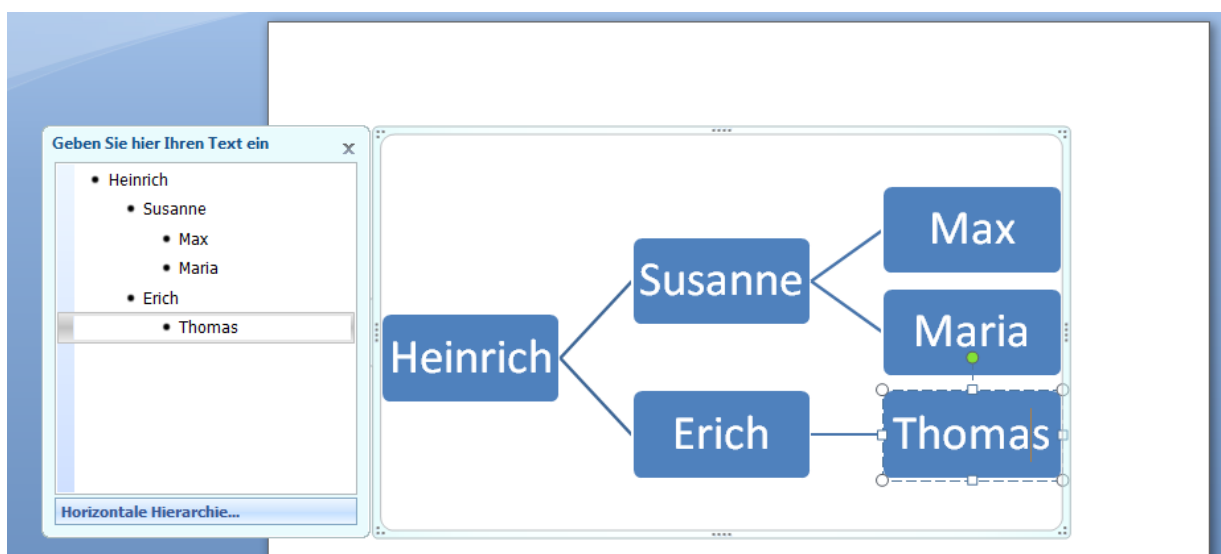 Geben Sie hier Ihren Text ein
Heinrich
Susanne
Max
Maria
Erich
Thomas
Horizontale Hierarchie...
Heinrich
Susanne
Erich
Max
Maria
Thomas